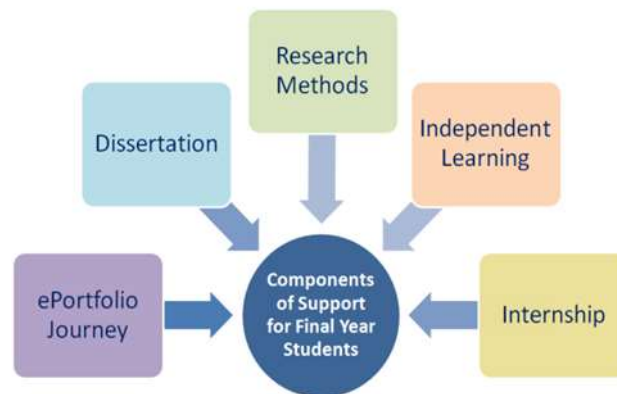 Research
Methods
Dissertation
Independent
Learning
ePortfolio
Journey
Components
of Support
for Final Year
Students
Internship